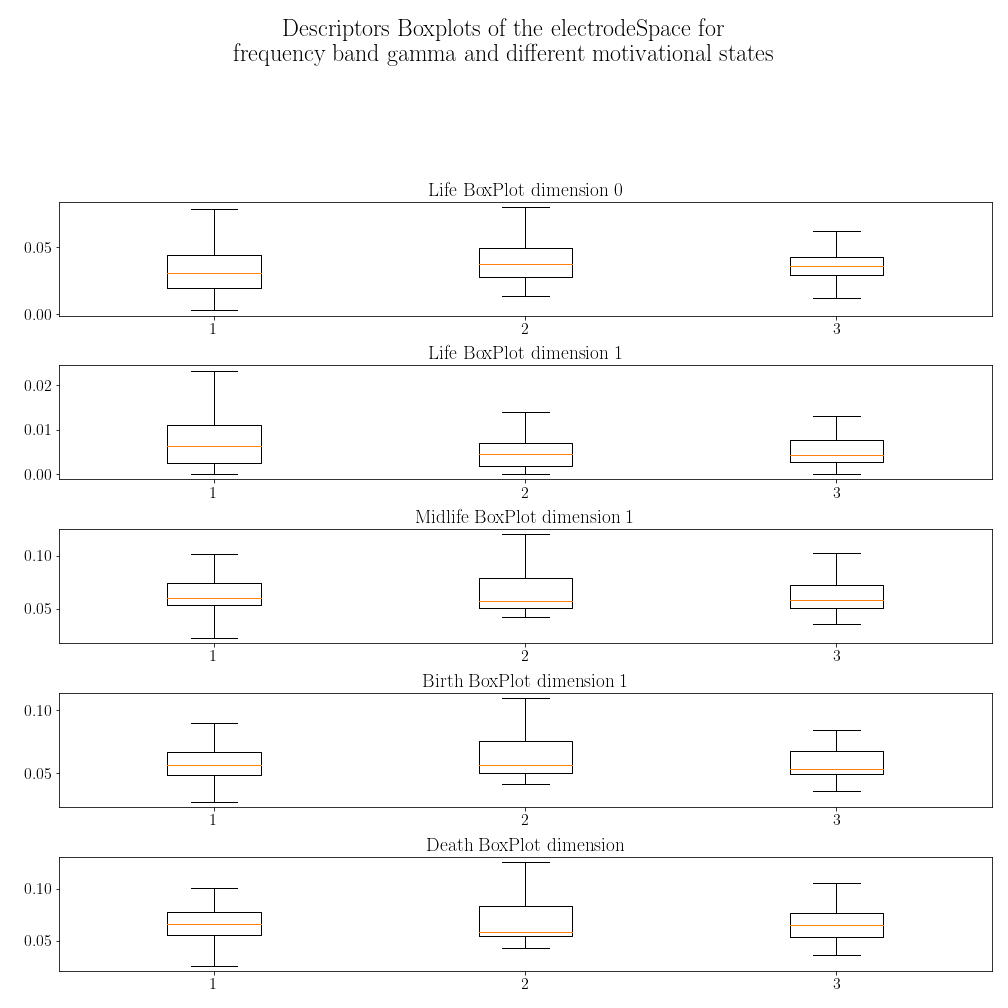 Descriptors Boxplots of the electrodeSpace for
frequency band gamma and different motivational states
Life BoxPlot dimension 0
0.05
0.00
1 2 3
Life BoxPlot dimension 1
0.02
0.01
0.00
1 2 3
Midlife BoxPlot dimension 1
0.10
0.05
1 2 3
Birth BoxPlot dimension 1
0.10
0.05
1 2 3
Death BoxPlot dimension
0.10
0.05
1 2 3